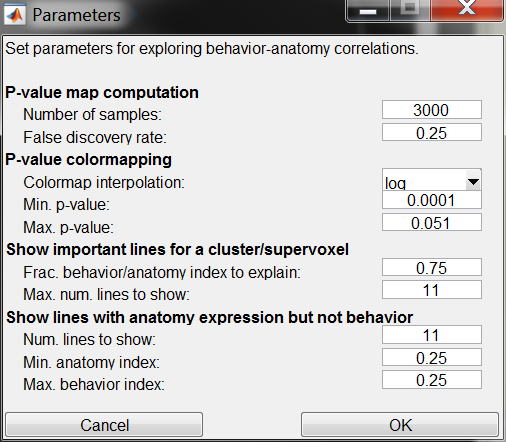 Parameters
Set parameters for exploring behavior-anatomy correlations.
P-value map computation
Number of samples: 3000
False discovery rate: 0.25
P-value colormapping
Colormap interpolation: log
Min. p-value: 0.0001
Max. p-value: 0.051
Show important lines for a cluster/supervoxel
Frac. behavior/anatomy index to explain: 0.75
Max. num. lines to show: 11
Show lines with anatomy expression but not behavior
Num. lines to show: 11
Min. anatomy index: 0.25
Max. behavior index: 0.25
Cancel OK